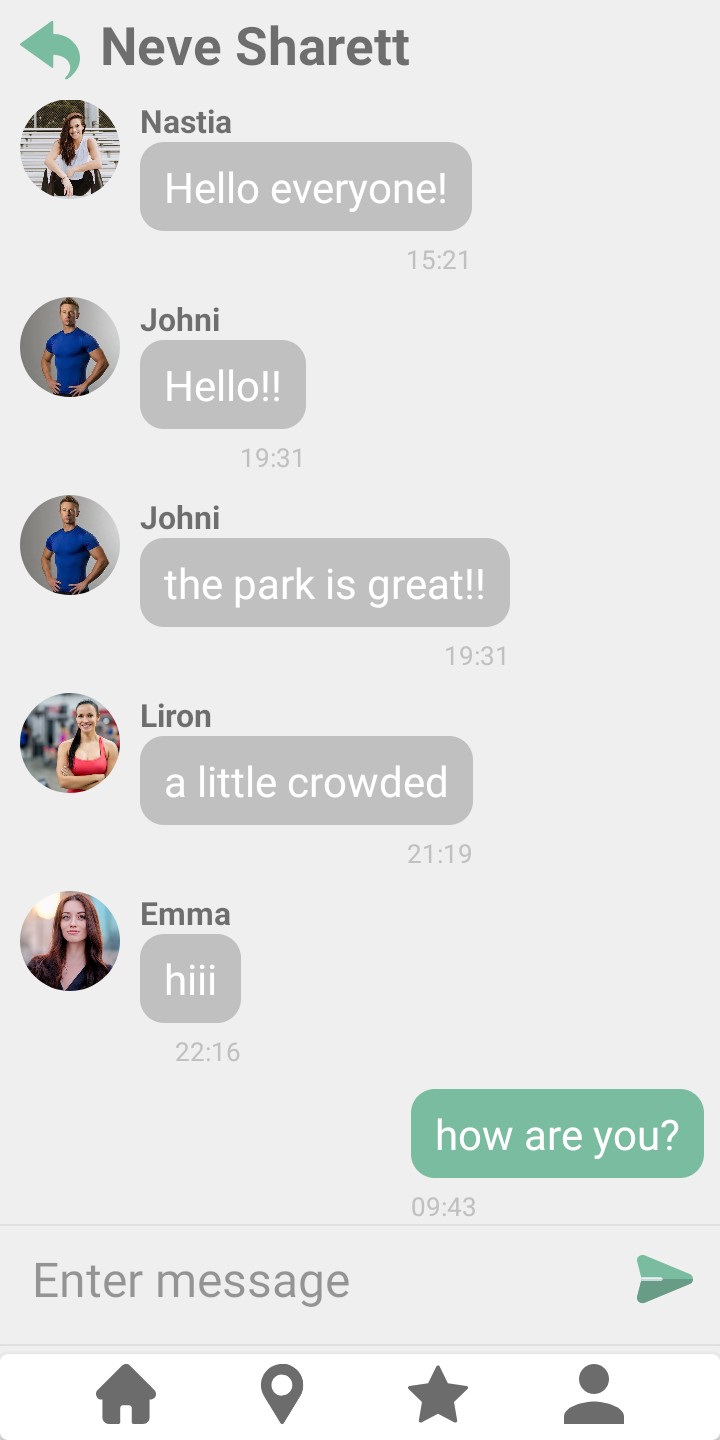 Neve Sharett
Nastia
Hello everyone!
15:21
Johni
Hello!!
19:31
Johni
the park is great!!
19:31
Liron
a little crowded
21:19
Emma
hiii
22:16
how are you?
09:43
Enter message